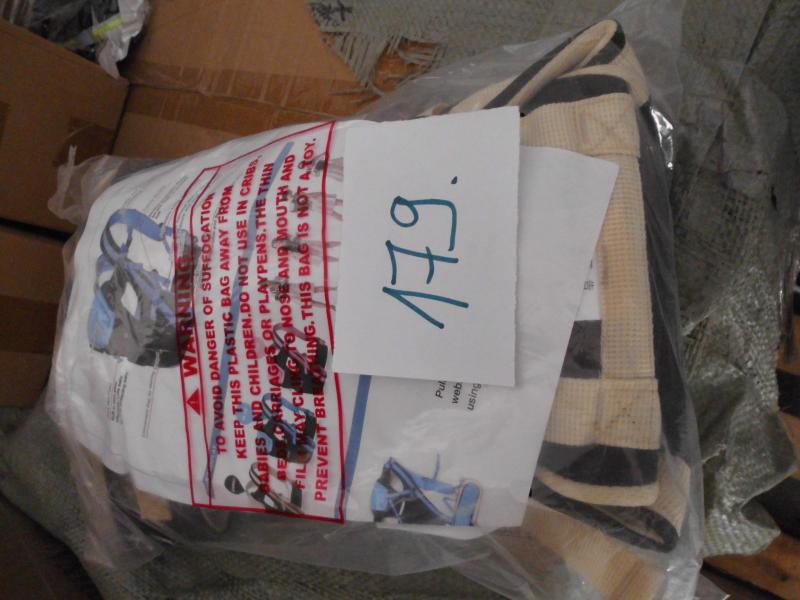 179.
WARNING
TO AVOID DANGER OF SUFFOCATION
KEEP THIS PLASTIC BAG AWAY FROM
BABIES AND CHILDREN.DO NOT USE IN CRIBS,
BEDS,CARRIAGES OR PLAYPENS.THE THIN
FILM MAY CLING TO NOSE AND MOUTH AND
PREVENT BREATHING.THIS BAG IS NOT A TOY.
Pul
web
using